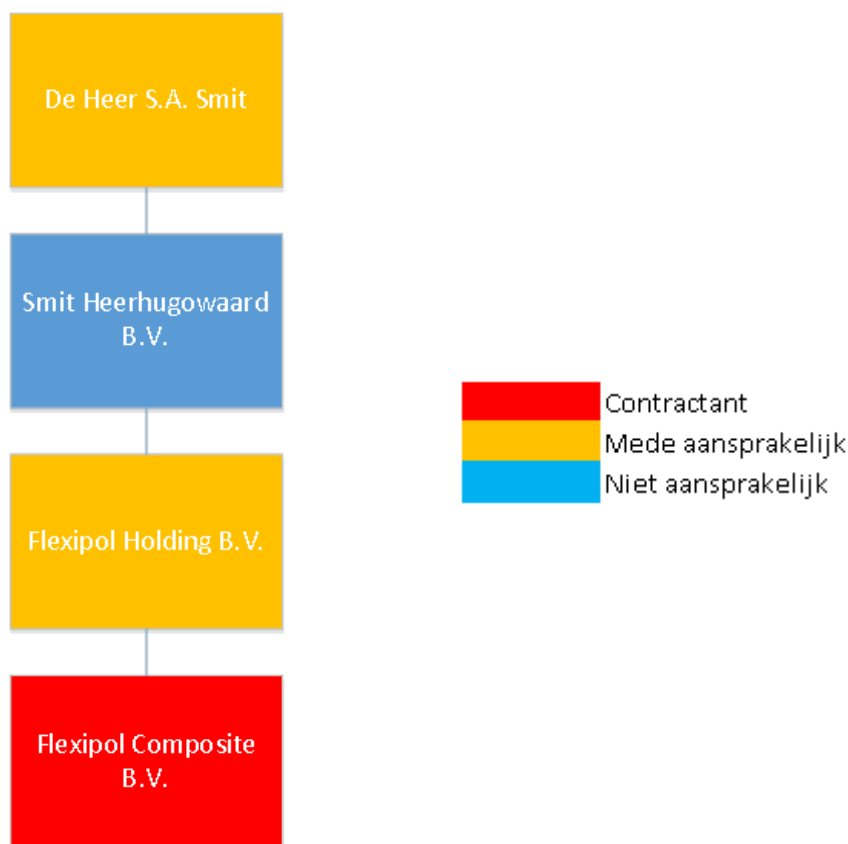 De Heer S.A. Smit
Smit Heerhugowaard
B.V.
Flexipol Holding B.V.
Flexipol Composite
B.V.
Contractant
Mede aansprakelijk
Niet aansprakelijk